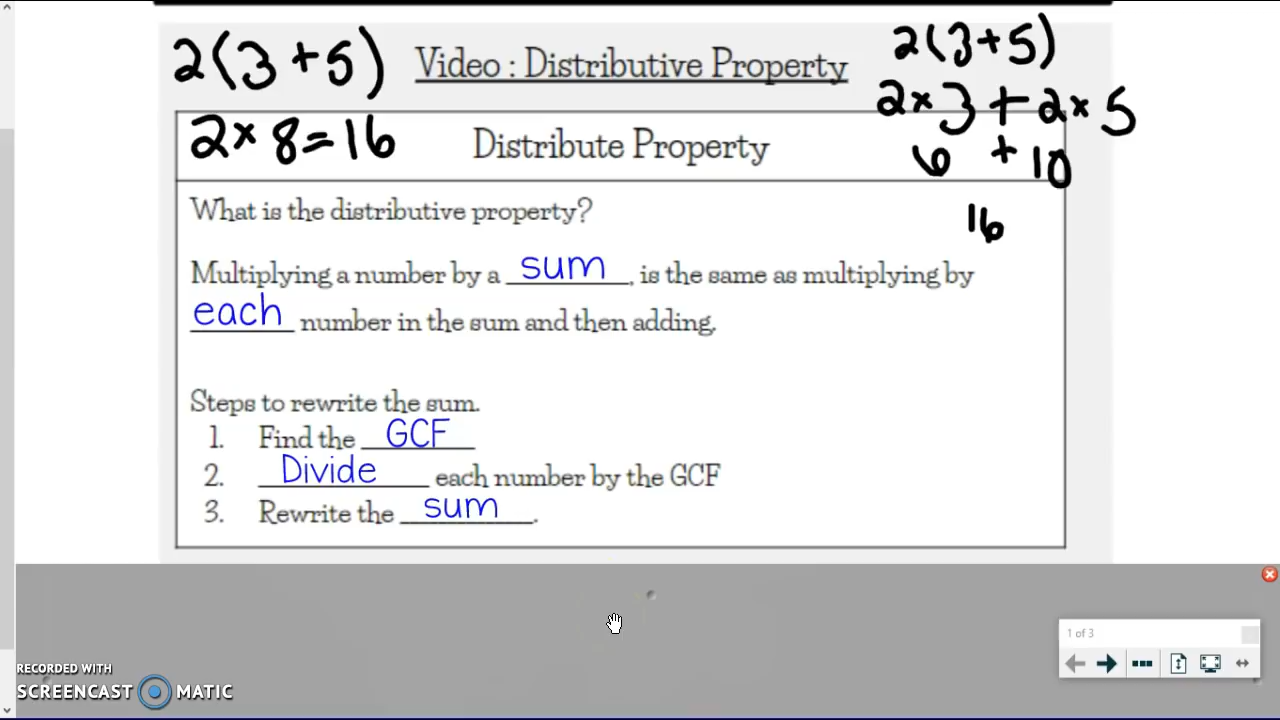 2(3+5)
Video : Distributive Property
2(3+5)
2×3+2×5
2×8=16
Distribute Property
6 + 10
16
What is the distributive property?
Multiplying a number by a sum, is the same as multiplying by
each number in the sum and then adding.
Steps to rewrite the sum.
1. Find the GCF
2. Divide each number by the GCF
3. Rewrite the sum.
1 of 3
RECORDED WITH
SCREENCAST MATIC